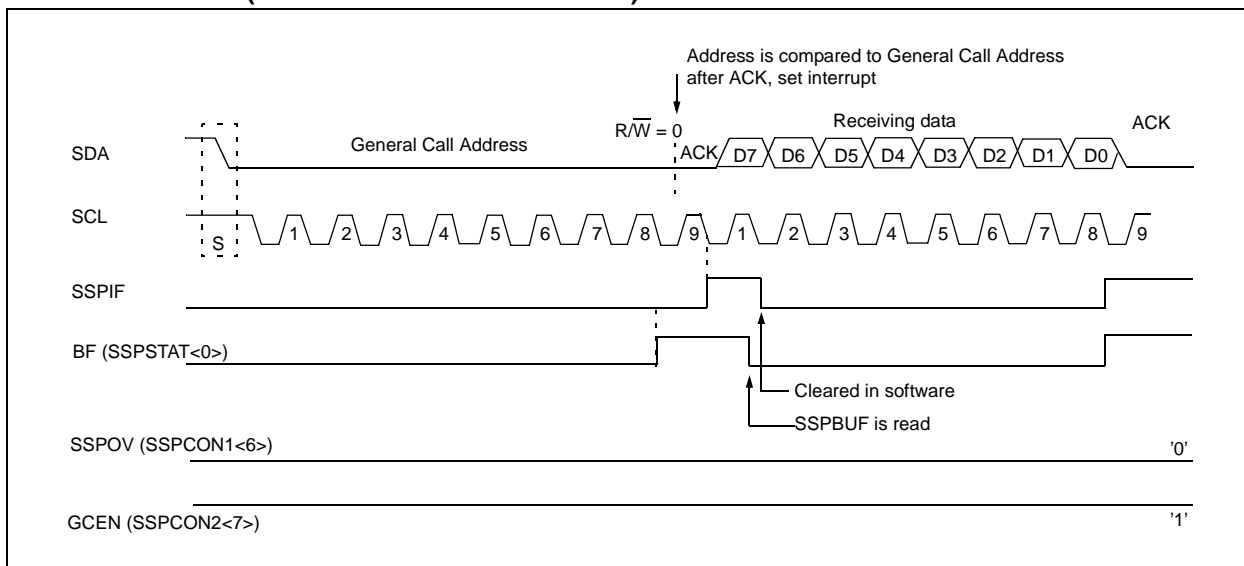 Address is compared to General Call Address
after ACK, set interrupt
R/W̅ = 0
Receiving data
ACK
SDA
General Call Address
ACK
D7 D6 D5 D4 D3 D2 D1 D0
SCL
S
1 2 3 4 5 6 7 8 9 1 2 3 4 5 6 7 8 9
SSPIF
BF (SSPSTAT<0>)
Cleared in software
SSPBUF is read
SSPOV (SSPCON1<6>)
'0'
GCEN (SSPCON2<7>)
'1'